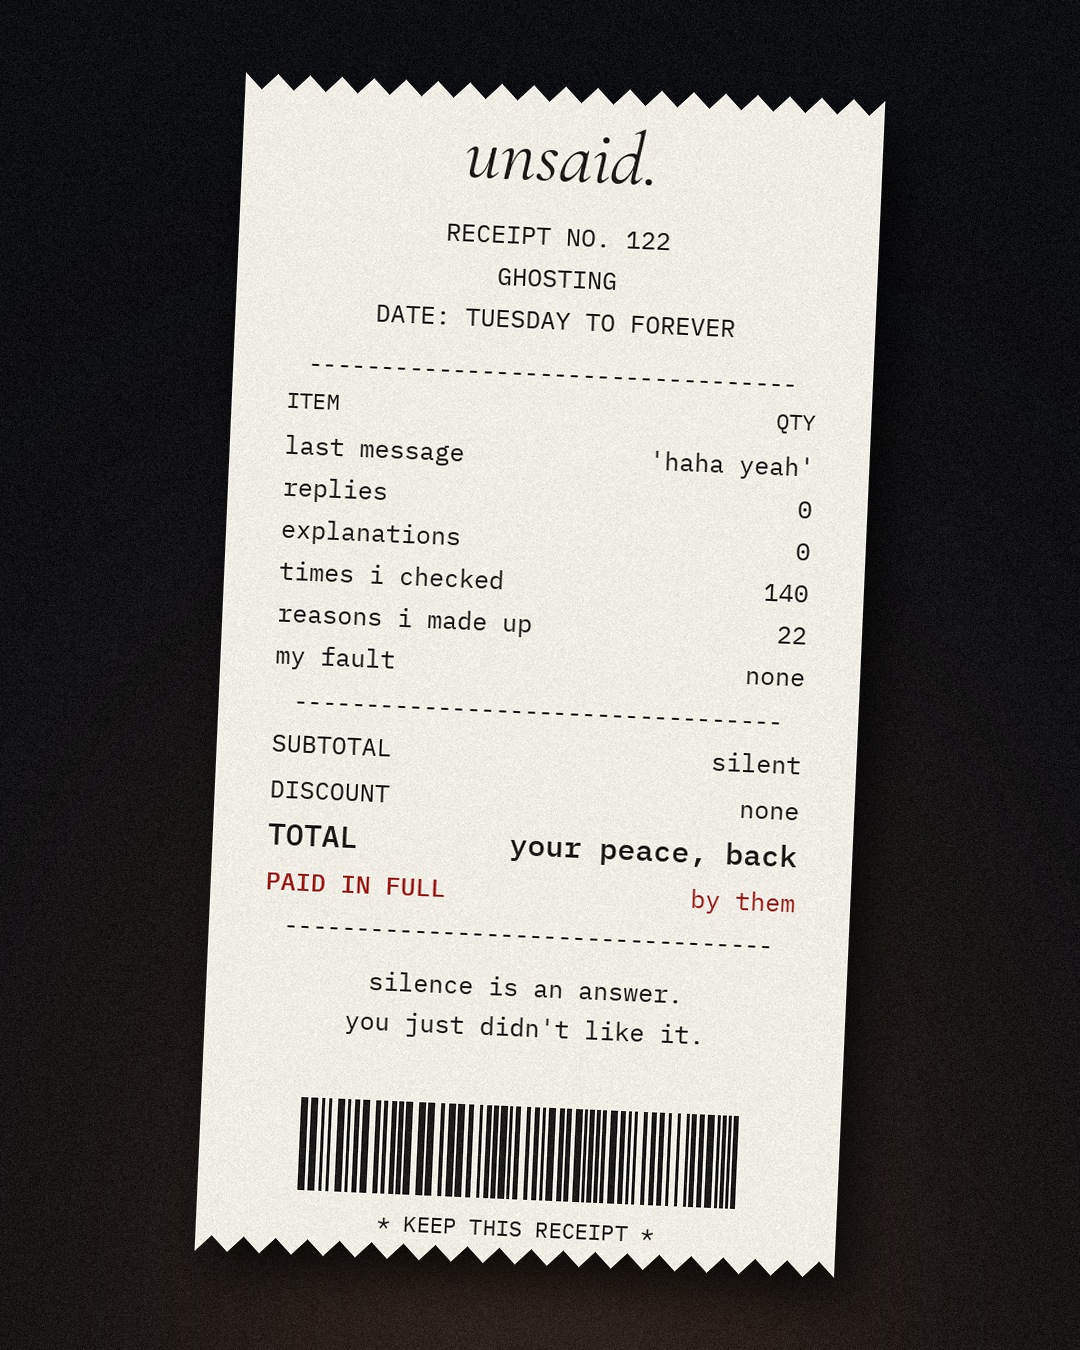 unsaid.
RECEIPT NO. 122
GHOSTING
DATE: TUESDAY TO FOREVER
---------------------------------
ITEM QTY
last message 'haha yeah'
replies 0
explanations 0
times i checked 140
reasons i made up 22
my fault none
---------------------------------
SUBTOTAL silent
DISCOUNT none
TOTAL your peace, back
PAID IN FULL by them
---------------------------------
silence is an answer.
you just didn't like it.
* KEEP THIS RECEIPT *